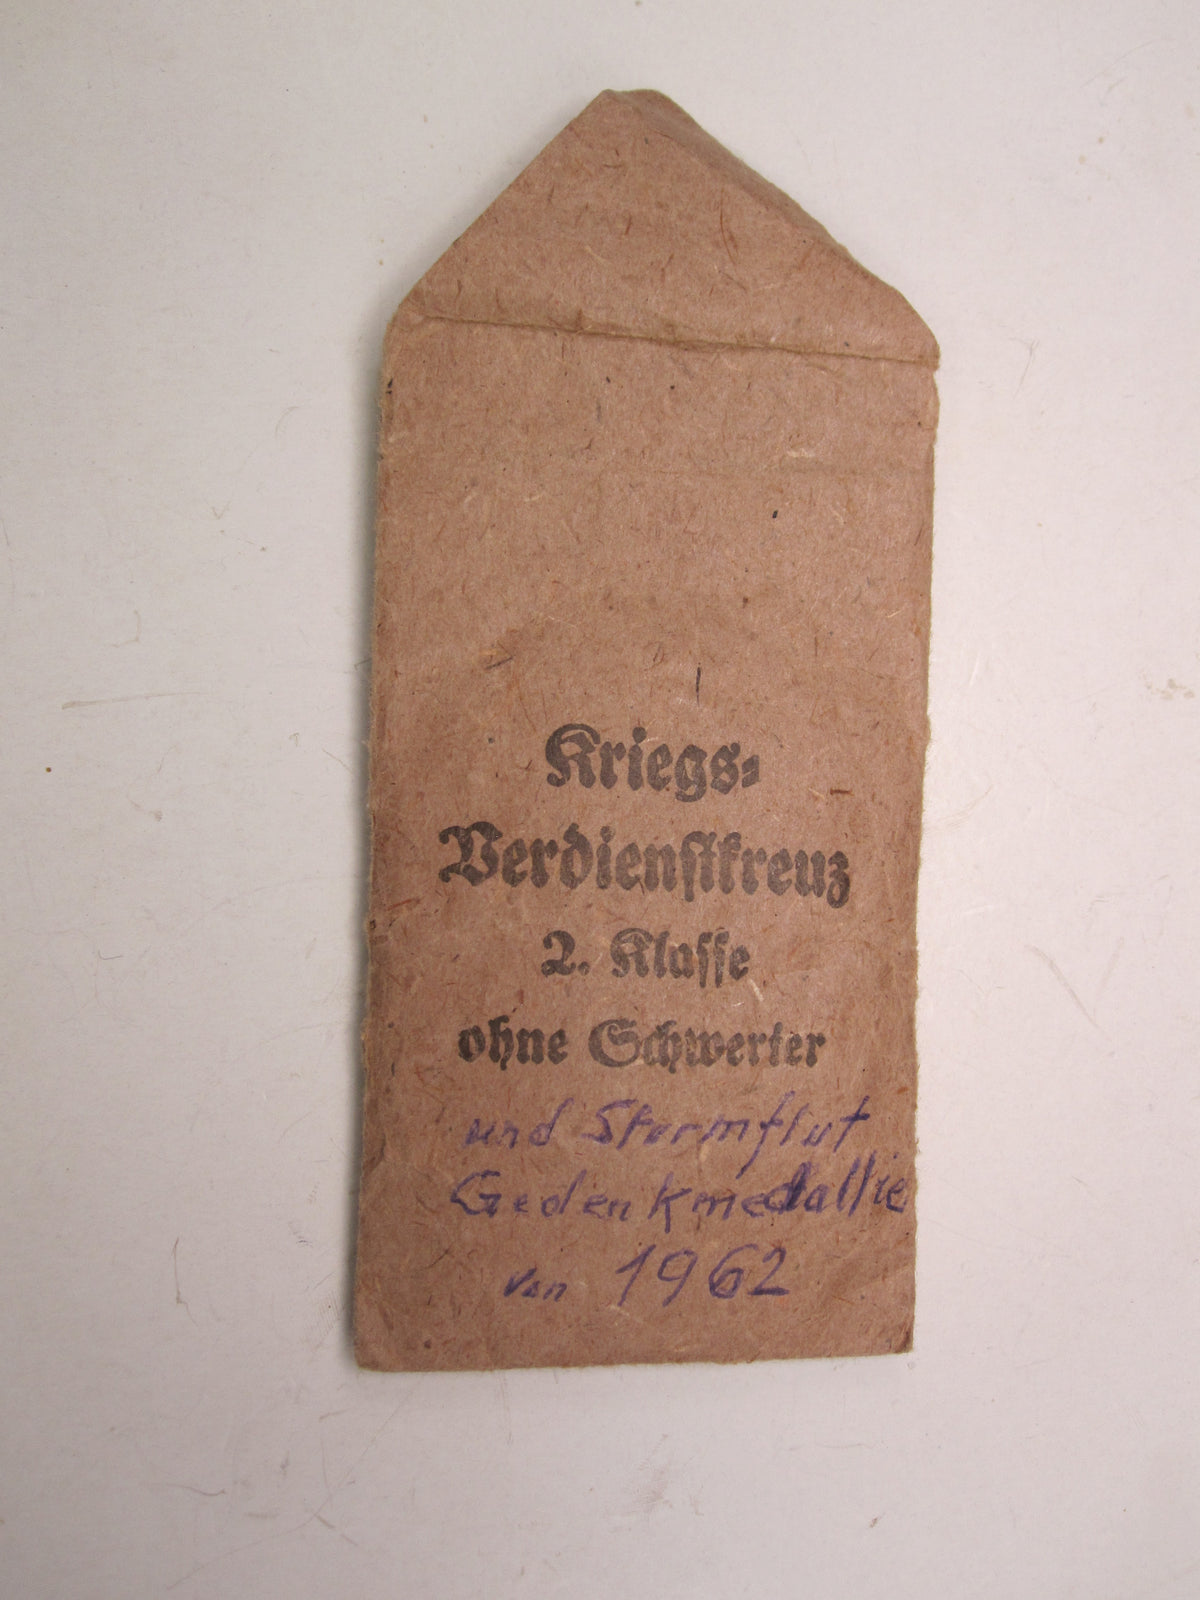 Kriegs-
Verdienstkreuz
2. Klasse
ohne Schwerter
und Sturmflut
Gedenkmedallie
von 1962